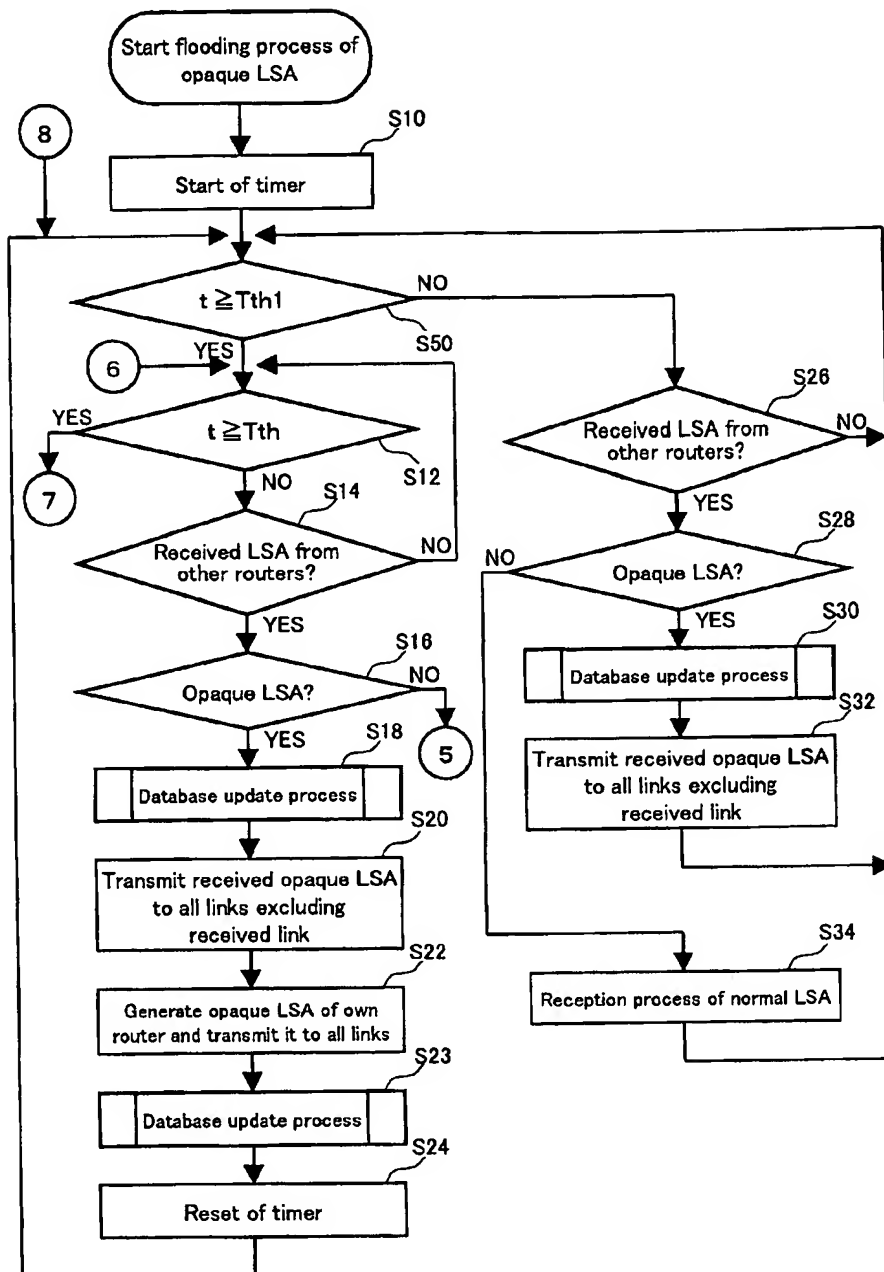 Start flooding process of
opaque LSA
8
S10
Start of timer
t ≧Tth1
NO
S50
YES
6
S26
YES
t ≧Tth
Received LSA from
other routers?
NO
S12
7
NO
S14
YES
S28
Received LSA from
other routers?
NO
NO
Opaque LSA?
YES
YES
S30
S16
Opaque LSA?
NO
Database update process
YES
S18
5
S32
Database update process
Transmit received opaque LSA
to all links excluding
received link
S20
Transmit received opaque LSA
to all links excluding
received link
S22
S34
Generate opaque LSA of own
router and transmit it to all links
Reception process of normal LSA
S23
Database update process
S24
Reset of timer